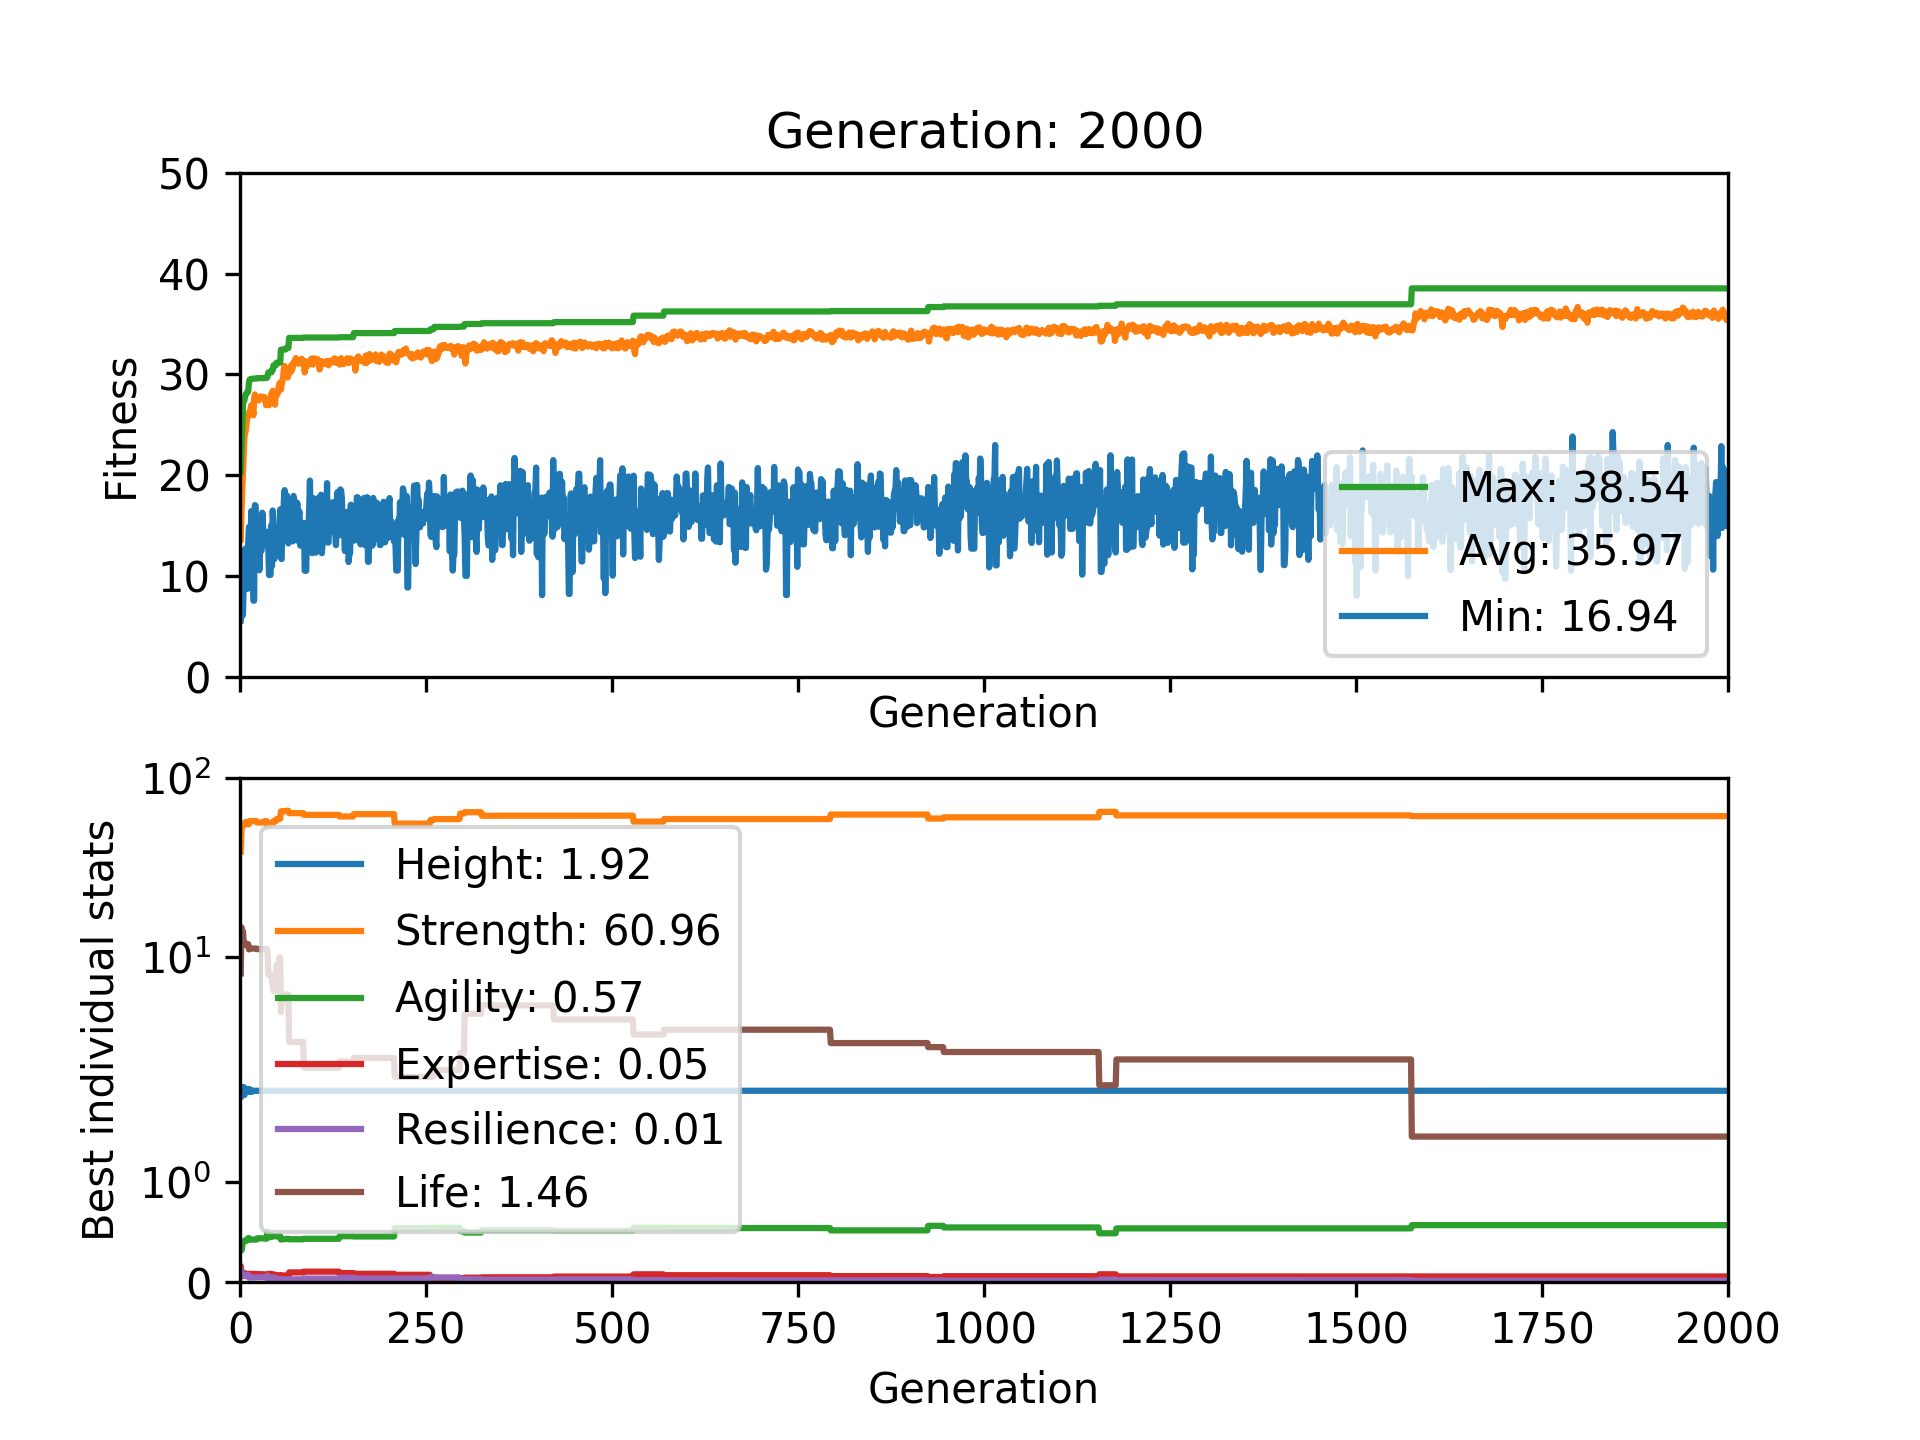 Generation: 2000
50
40
30
20
10
0
Fitness
Max: 38.54
Avg: 35.97
Min: 16.94
Generation
10²
10¹
10⁰
0
Best individual stats
Height: 1.92
Strength: 60.96
Agility: 0.57
Expertise: 0.05
Resilience: 0.01
Life: 1.46
0 250 500 750 1000 1250 1500 1750 2000
Generation